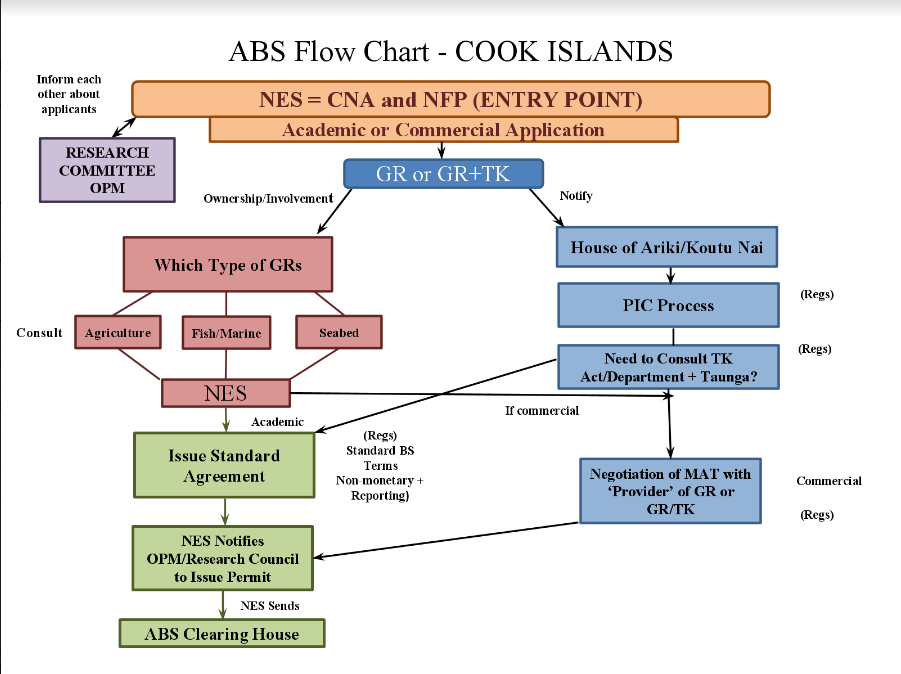 ABS Flow Chart - COOK ISLANDS
Inform each
other about
applicants
NES = CNA and NFP (ENTRY POINT)
Academic or Commercial Application
RESEARCH
COMMITTEE
OPM
GR or GR+TK
Ownership/Involvement
Notify
Which Type of GRs
House of Ariki/Koutu Nai
PIC Process
(Regs)
Consult
Agriculture
Fish/Marine
Seabed
Need to Consult TK
Act/Department + Taunga?
(Regs)
NES
If commercial
Academic
Issue Standard
Agreement
(Regs)
Standard BS
Terms
Non-monetary +
Reporting)
Negotiation of MAT with
‘Provider’ of GR or
GR/TK
Commercial
(Regs)
NES Notifies
OPM/Research Council
to Issue Permit
NES Sends
ABS Clearing House